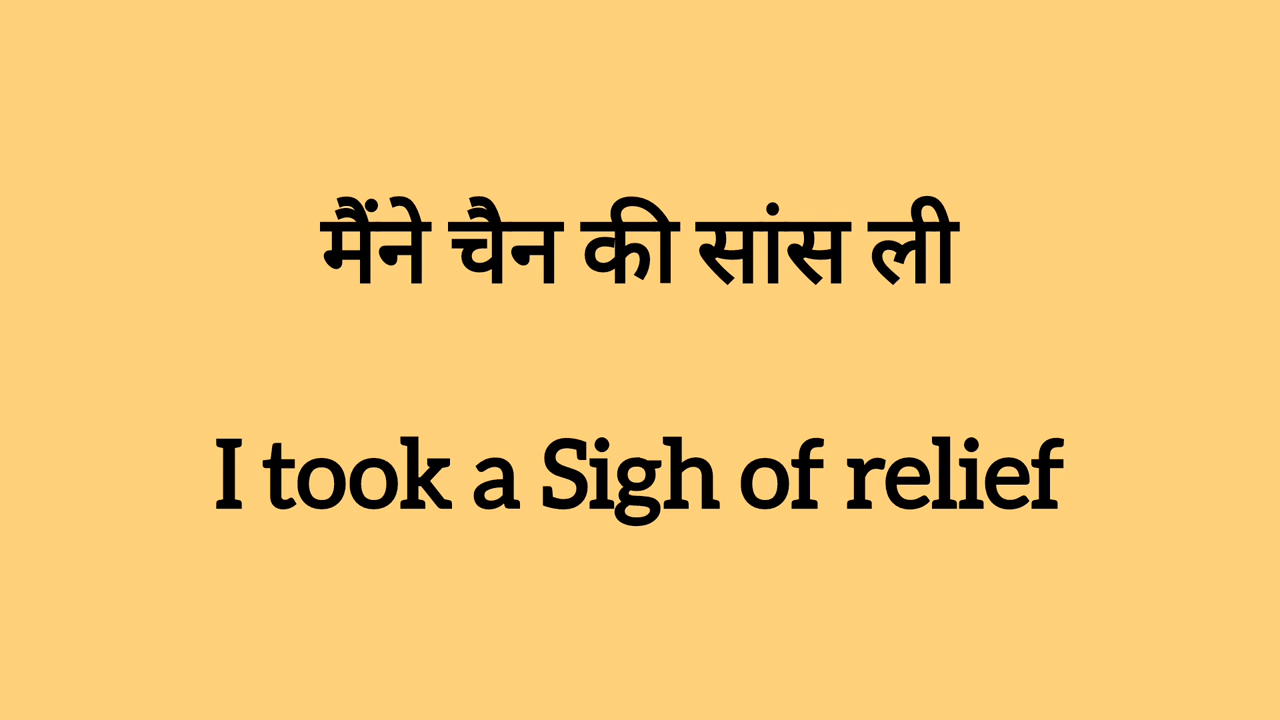 मैंने चैन की सांस ली
I took a Sigh of relief